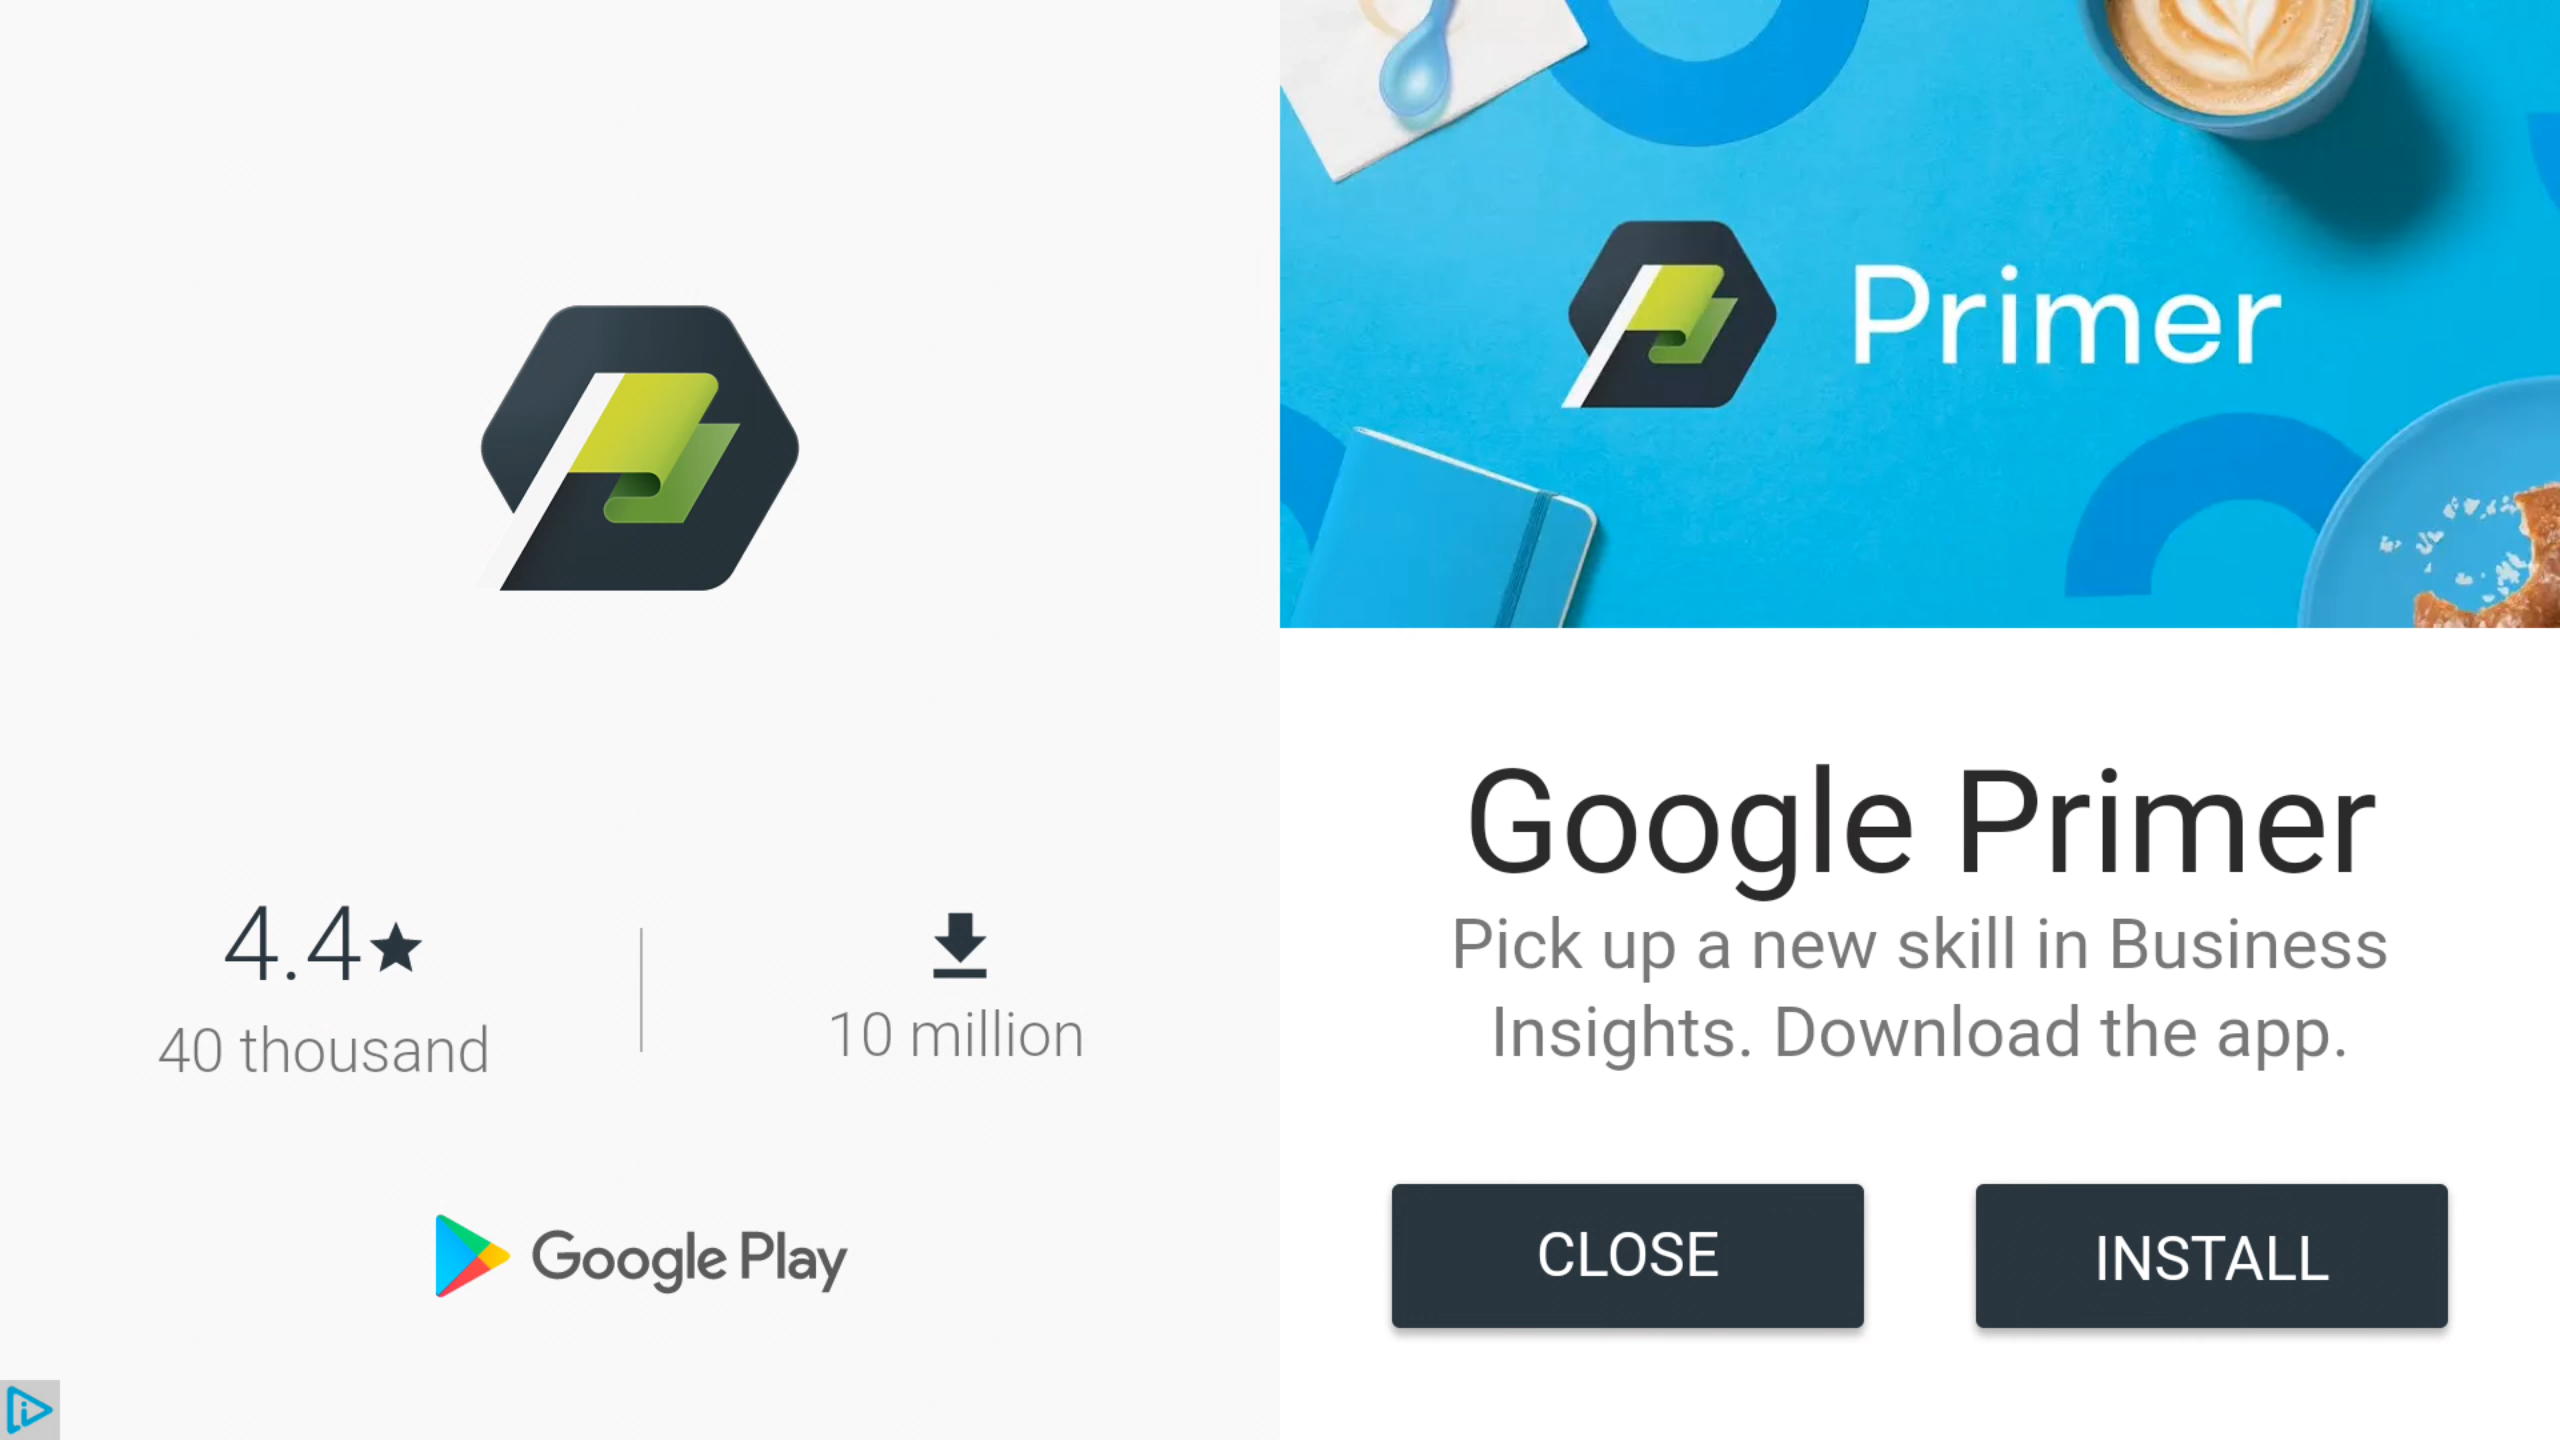 4.4★
40 thousand
10 million
Google Play
Primer
Google Primer
Pick up a new skill in Business
Insights. Download the app.
CLOSE
INSTALL